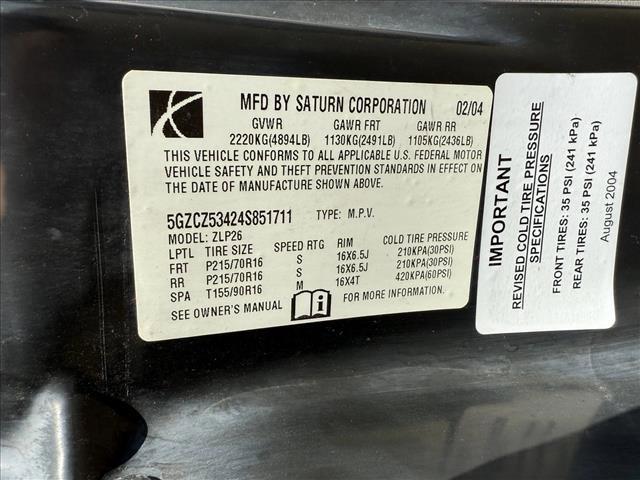 MFD BY SATURN CORPORATION 02/04
GVWR GAWR FRT GAWR RR
2220KG(4894LB) 1130KG(2491LB) 1105KG(2436LB)
THIS VEHICLE CONFORMS TO ALL APPLICABLE U.S. FEDERAL MOTOR
VEHICLE SAFETY AND THEFT PREVENTION STANDARDS IN EFFECT ON
THE DATE OF MANUFACTURE SHOWN ABOVE.
5GZCZ53424S851711 TYPE: M.P.V.
MODEL: ZLP26
LPTL TIRE SIZE SPEED RTG RIM COLD TIRE PRESSURE
FRT P215/70R16 S 16X6.5J 210KPA(30PSI)
RR P215/70R16 S 16X6.5J 210KPA(30PSI)
SPA T155/90R16 M 16X4T 420KPA(60PSI)
SEE OWNER'S MANUAL FOR MORE INFORMATION.
IMPORTANT
REVISED COLD TIRE PRESSURE
SPECIFICATIONS
FRONT TIRES: 35 PSI (241 kPa)
REAR TIRES: 35 PSI (241 kPa)
August 2004